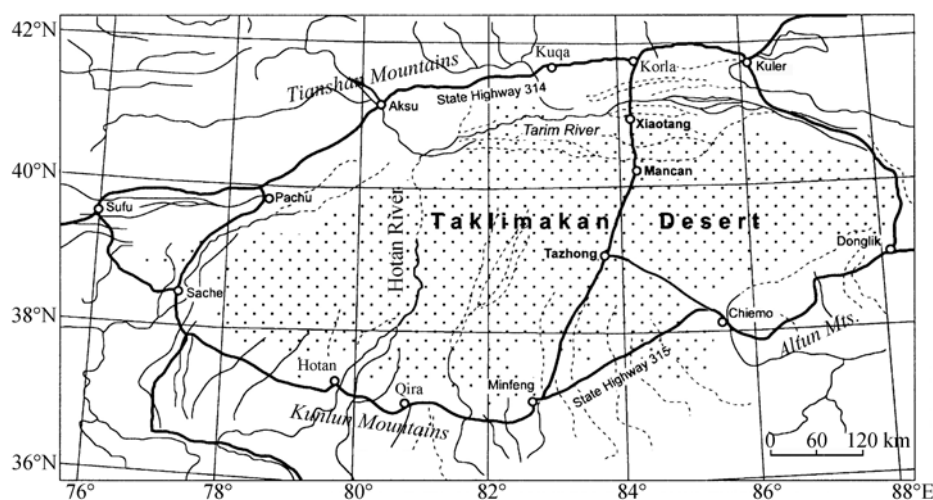 42°N
Kuqa
Tianshan Mountains
Korla
Kuler
State Highway 314
Aksu
Xiaotang
Tarim River
40°N
Mancan
Pachu
Sufu
Hotan River
Taklimakan Desert
Donglik
Tazhong
Sache
38°N
Chiemo
Altun Mts.
Hotan
Minfeng
State Highway 315
Qira
Kunlun Mountains
0 60 120 km
36°N
76° 78° 80° 82° 84° 86° 88°E